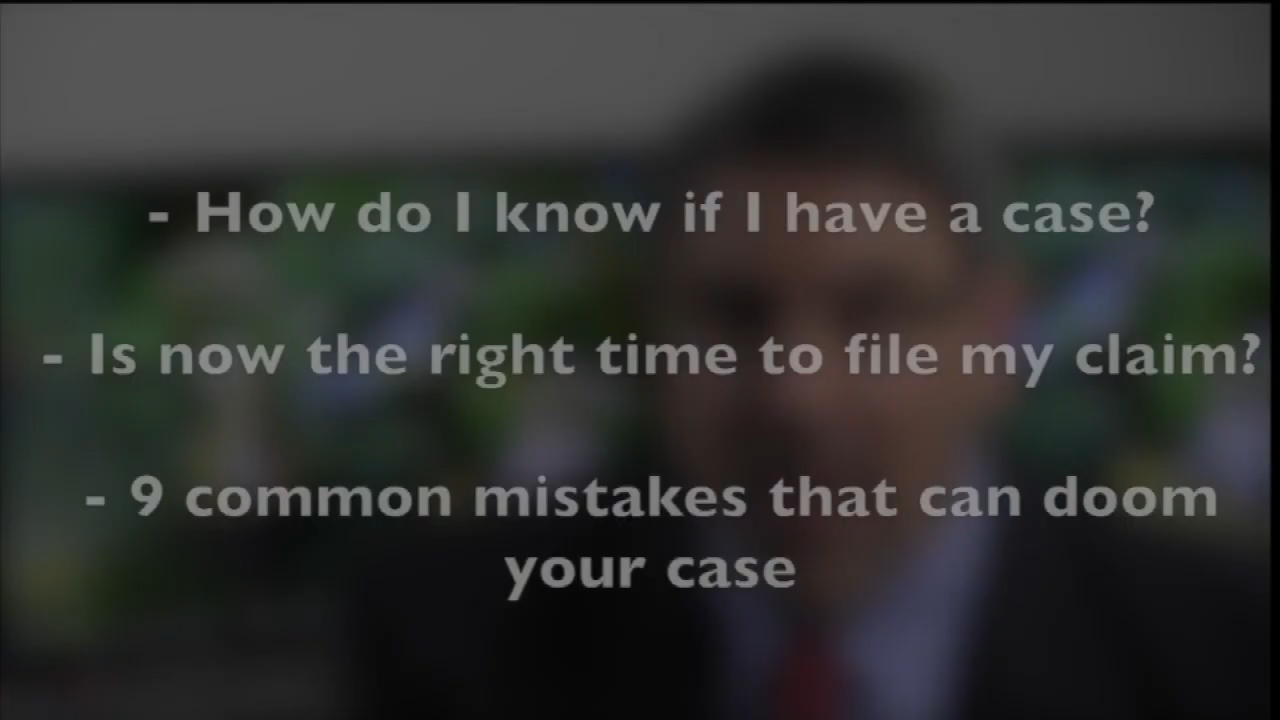 - How do I know if I have a case?
- Is now the right time to file my claim?
- 9 common mistakes that can doom
your case